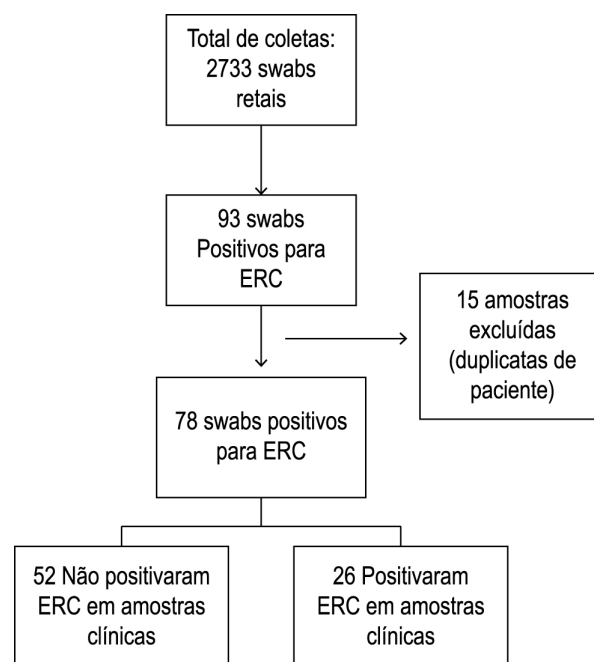 Total de coletas:
2733 swabs
retais
93 swabs
Positivos para
ERC
15 amostras
excluídas
(duplicatas de
paciente)
78 swabs positivos
para ERC
52 Não positivaram
ERC em amostras
clínicas
26 Positivaram
ERC em amostras
clínicas